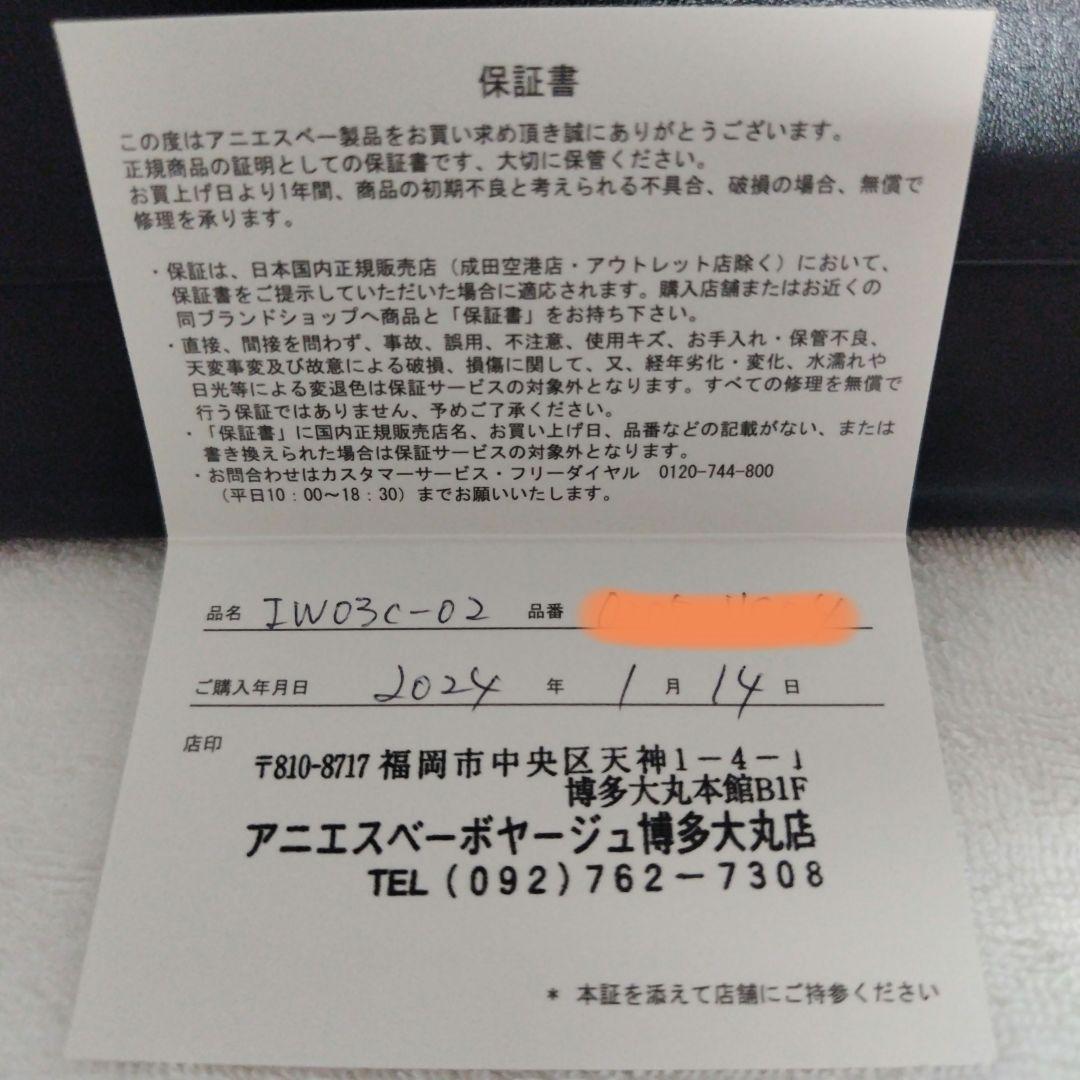 保証書
この度はアニエスベー製品をお買い求め頂き誠にありがとうございます。
正規商品の証明としての保証書です、大切に保管ください。
お買上げ日より1年間、商品の初期不良と考えられる不具合、破損の場合、無償で
修理を承ります。
・保証は、日本国内正規販売店（成田空港店・アウトレット店除く）において、
保証書をご提示していただいた場合に適応されます。購入店舗またはお近くの
同ブランドショップへ商品と「保証書」をお持ち下さい。
・直接、間接を問わず、事故、誤用、不注意、使用キズ、お手入れ・保管不良、
天変事変及び故意による破損、損傷に関して、又、経年劣化・変化、水濡れや
日光等による変退色は保証サービスの対象外となります。すべての修理を無償で
行う保証ではありません、予めご了承ください。
・「保証書」に国内正規販売店名、お買い上げ日、品番などの記載がない、または
書き換えられた場合は保証サービスの対象外となります。
・お問合わせはカスタマーサービス・フリーダイヤル 0120-744-800
（平日10：00〜18：30）までお願いいたします。
品名 IW03C-02 品番
ご購入年月日 2024 年 1 月 14 日
店印
〒810-8717 福岡市中央区天神1－4－1
博多大丸本館B1F
アニエスベーボヤージュ博多大丸店
TEL（092）762－7308
* 本証を添えて店舗にご持参ください